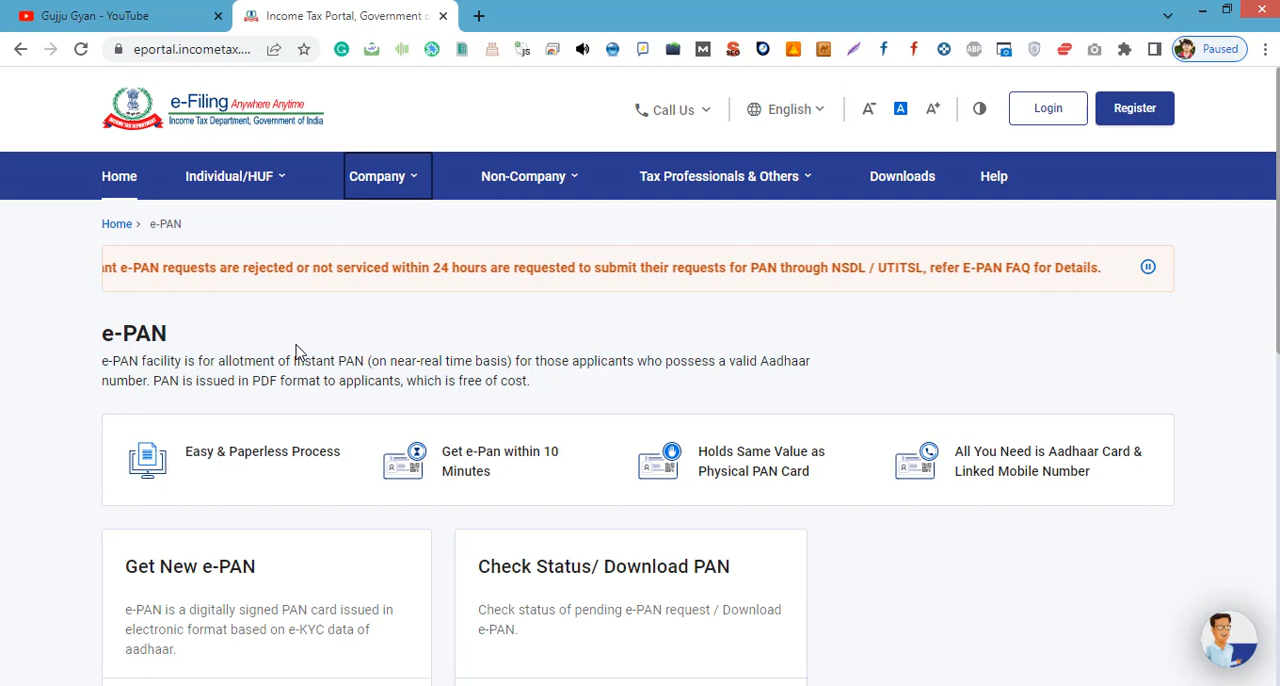 Gujju Gyan - YouTube
Income Tax Portal, Government o
eportal.incometax....
Paused
e-Filing Anywhere Anytime
Income Tax Department, Government of India
Call Us
English
A-
A
A+
Login
Register
Home
Individual/HUF
Company
Non-Company
Tax Professionals & Others
Downloads
Help
Home > e-PAN
nt e-PAN requests are rejected or not serviced within 24 hours are requested to submit their requests for PAN through NSDL / UTITSL, refer E-PAN FAQ for Details.
e-PAN
e-PAN facility is for allotment of Instant PAN (on near-real time basis) for those applicants who possess a valid Aadhaar
number. PAN is issued in PDF format to applicants, which is free of cost.
Easy & Paperless Process
Get e-Pan within 10
Minutes
Holds Same Value as
Physical PAN Card
All You Need is Aadhaar Card &
Linked Mobile Number
Get New e-PAN
e-PAN is a digitally signed PAN card issued in
electronic format based on e-KYC data of
aadhaar.
Check Status/ Download PAN
Check status of pending e-PAN request / Download
e-PAN.